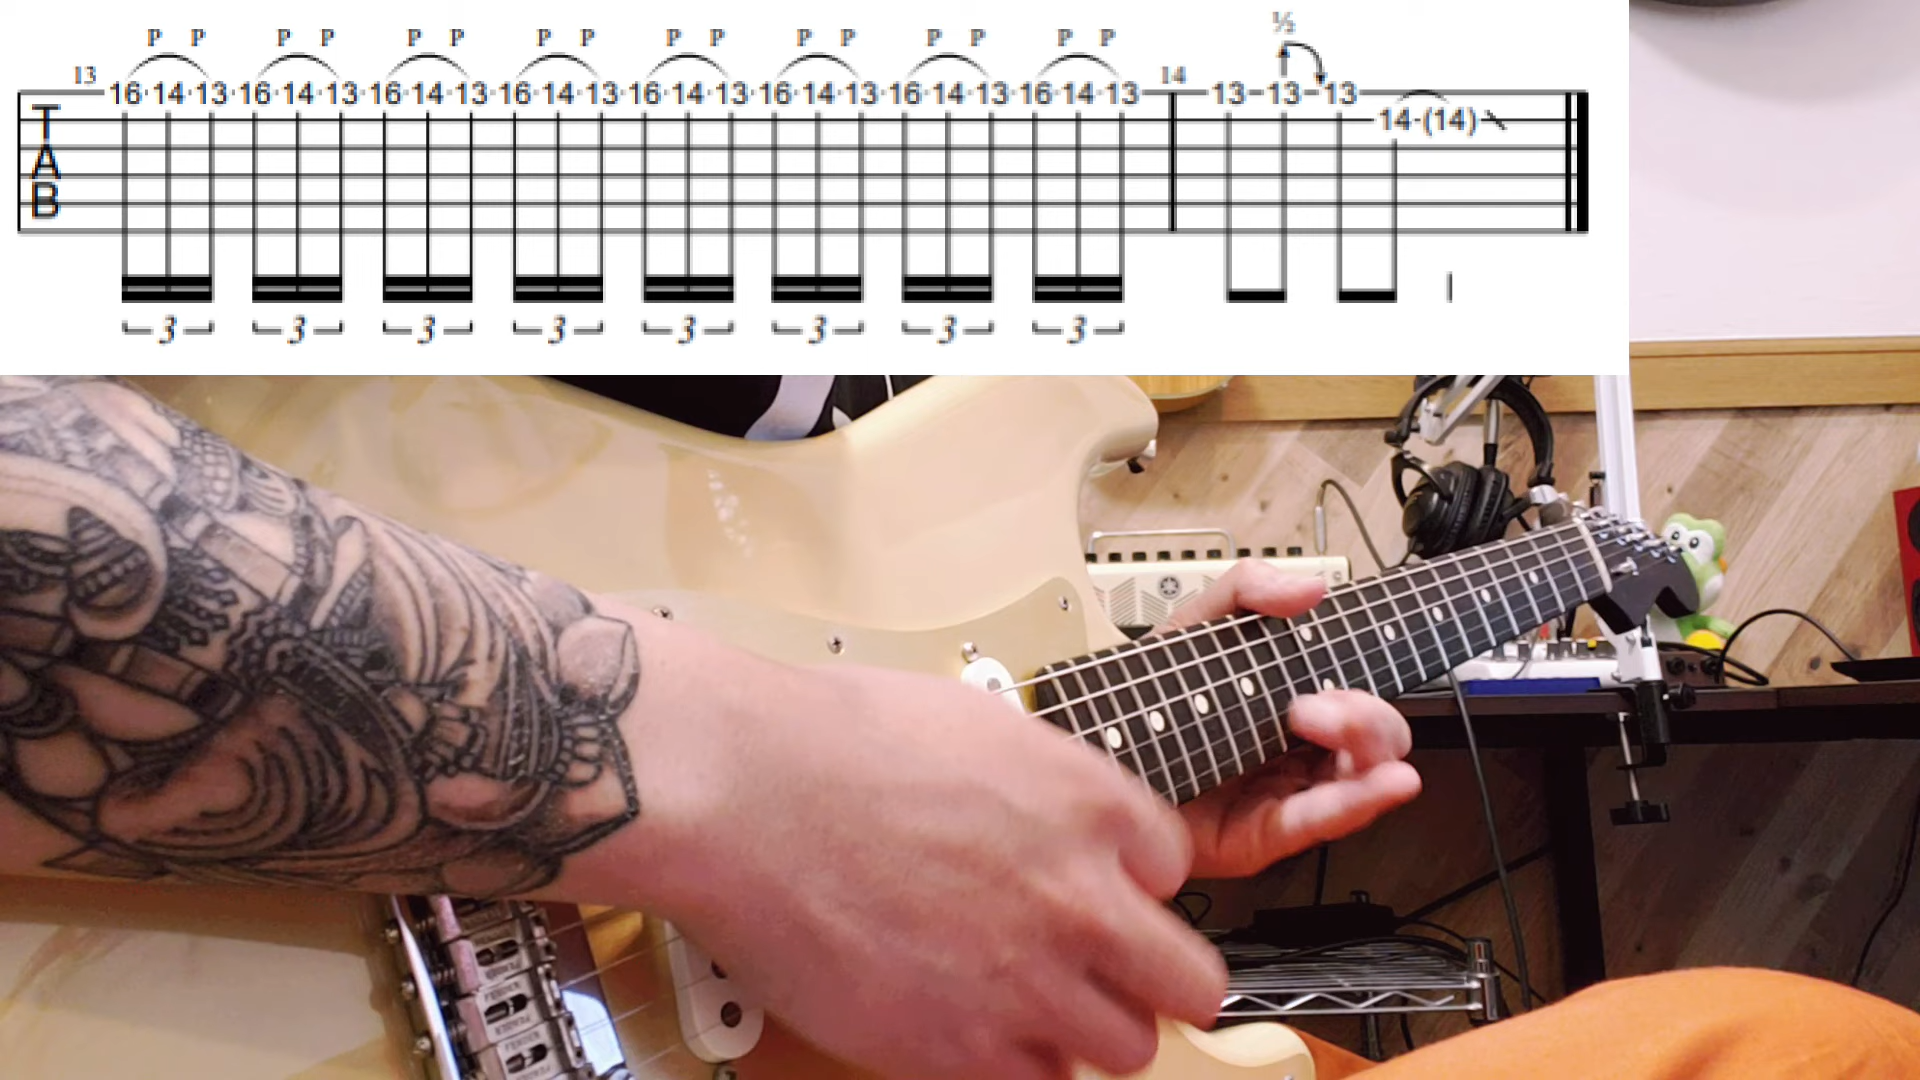 ½
P P P P P P P P P P P P P P P P
13 14
16 14 13 16 14 13 16 14 13 16 14 13 16 14 13 16 14 13 16 14 13 16 14 13 13 13 13
14 (14)
T
A
B
3 3 3 3 3 3 3 3